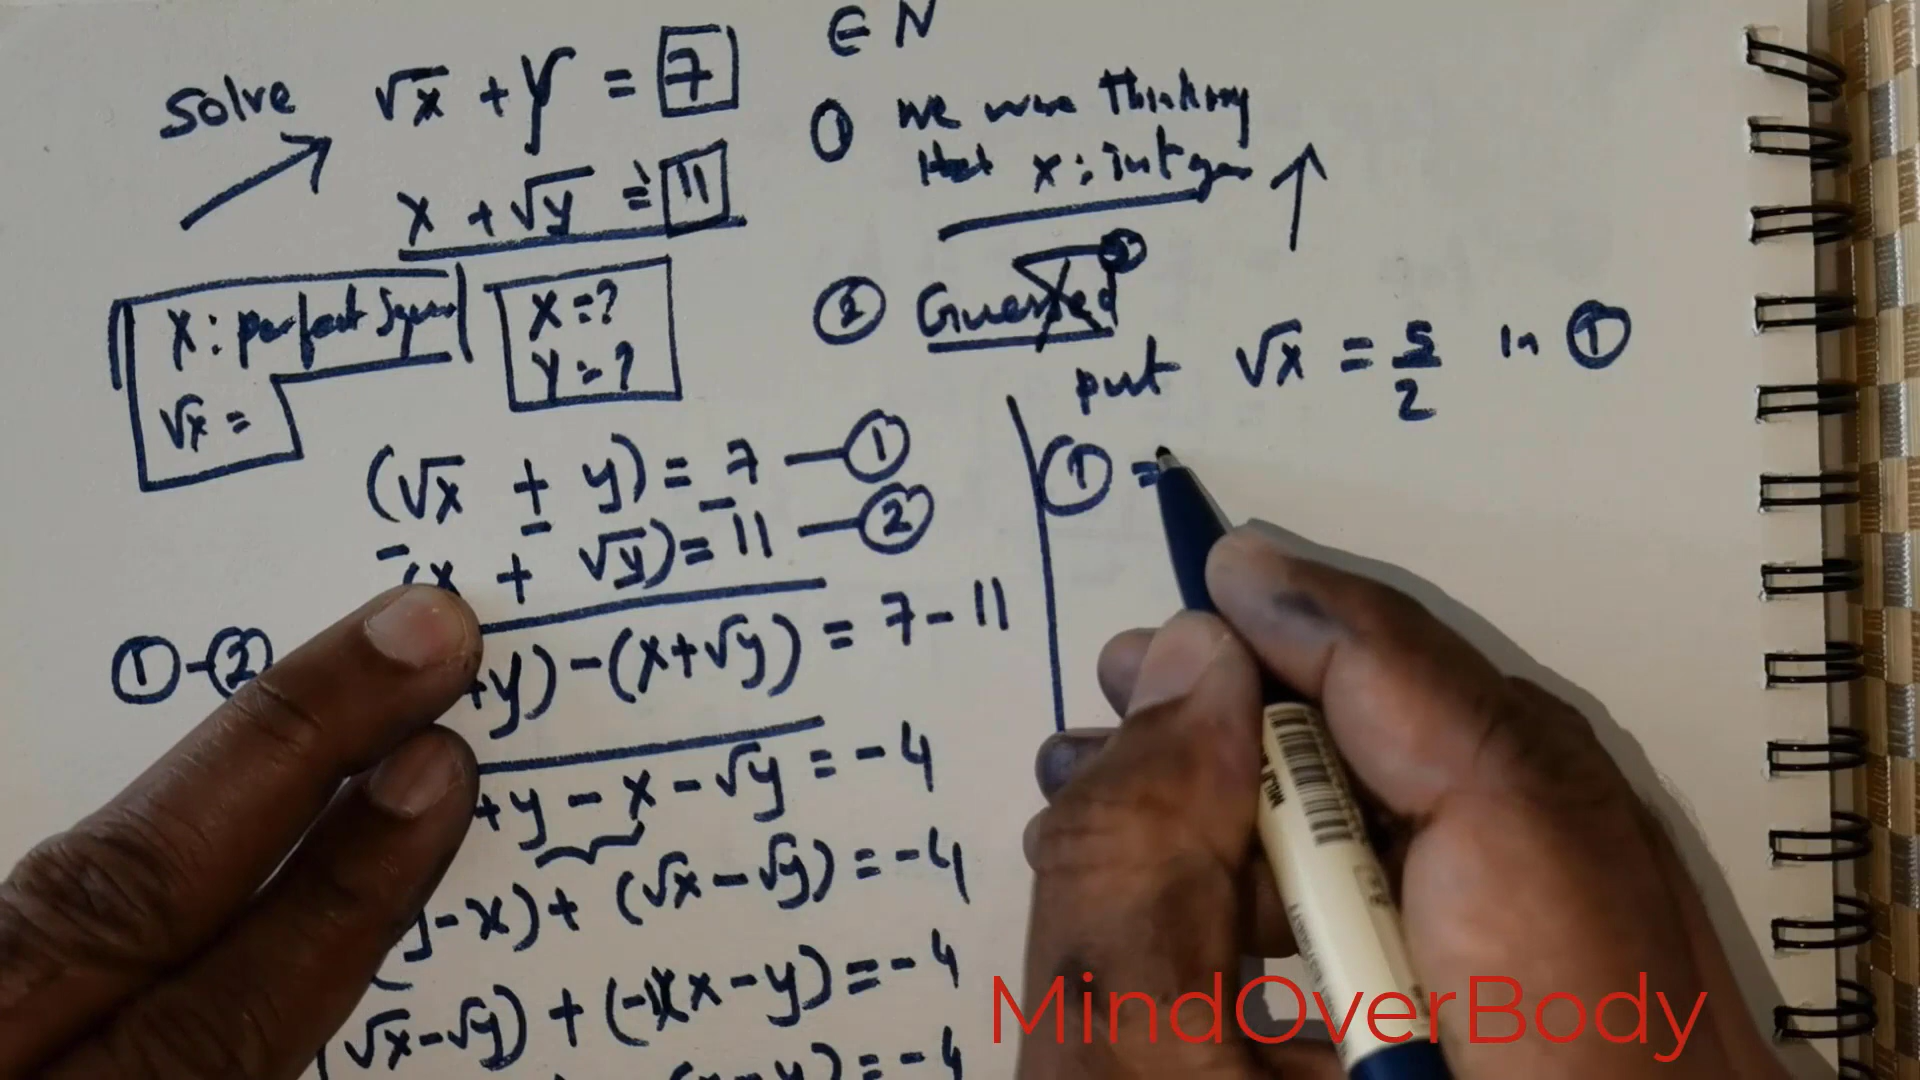 ∈ N
Solve √x + y = 7
x + √y = 11
① we were thinking
that x : integer
x : perfect square
√x =
x = ?
y = ?
② Guessed
put √x = 5/2 in ①
(√x + y) = 7 — ①
-(x + √y) = 11 — ②
① =
①-②
+y) - (x + √y) = 7 - 11
+y - x - √y = - 4
y - x) + (√x - √y) = - 4
√x - √y) + (-1)(x - y) = - 4
(x - y) = - 4
MindOverBody